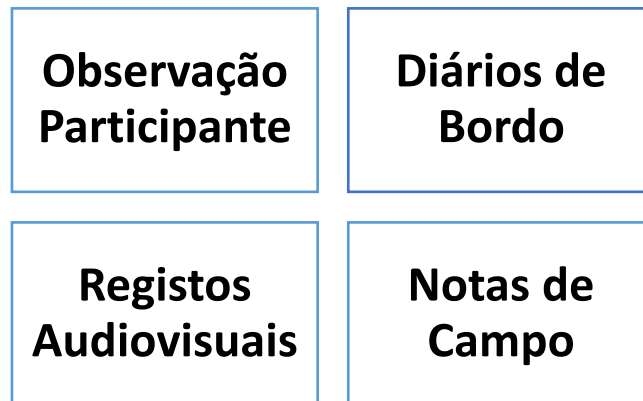 Observação
Participante
Diários de
Bordo
Registos
Audiovisuais
Notas de
Campo